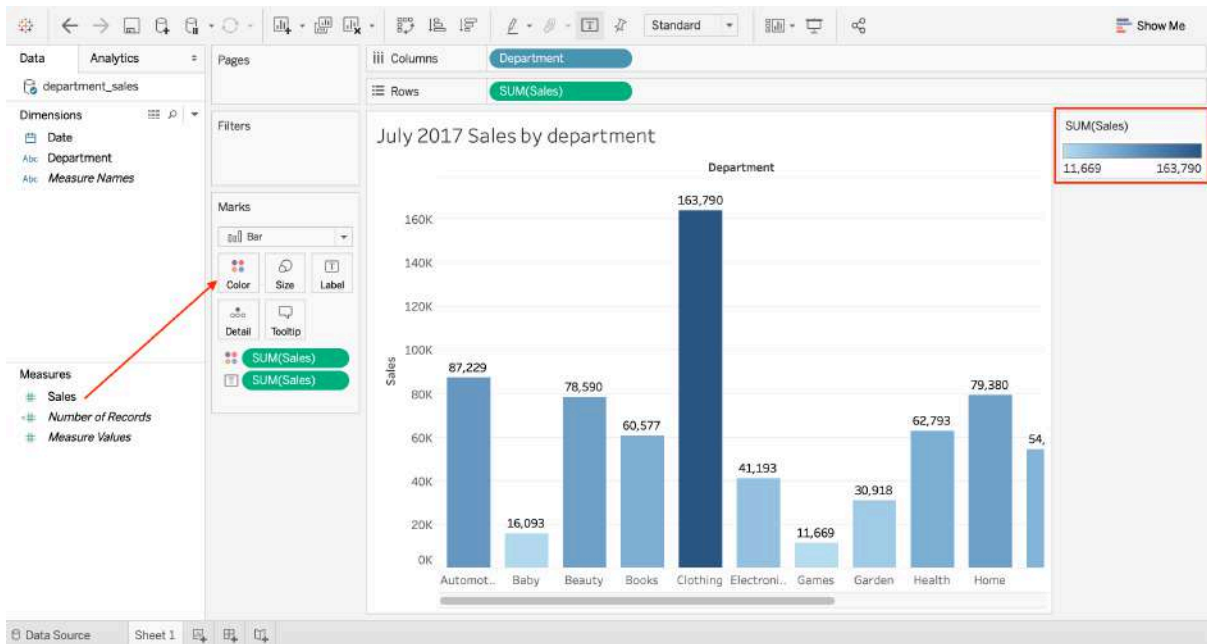 Standard
Show Me
Data
Analytics
department_sales
Dimensions
Date
Abc Department
Abc Measure Names
Measures
# Sales
=# Number of Records
# Measure Values
Pages
Filters
Marks
Bar
Color
Size
Label
Detail
Tooltip
SUM(Sales)
SUM(Sales)
Columns
Department
Rows
SUM(Sales)
July 2017 Sales by department
Department
Sales
160K
140K
120K
100K
80K
60K
40K
20K
0K
87,229
16,093
78,590
60,577
163,790
41,193
11,669
30,918
62,793
79,380
54,
Automot..
Baby
Beauty
Books
Clothing
Electroni..
Games
Garden
Health
Home
SUM(Sales)
11,669
163,790
Data Source
Sheet 1